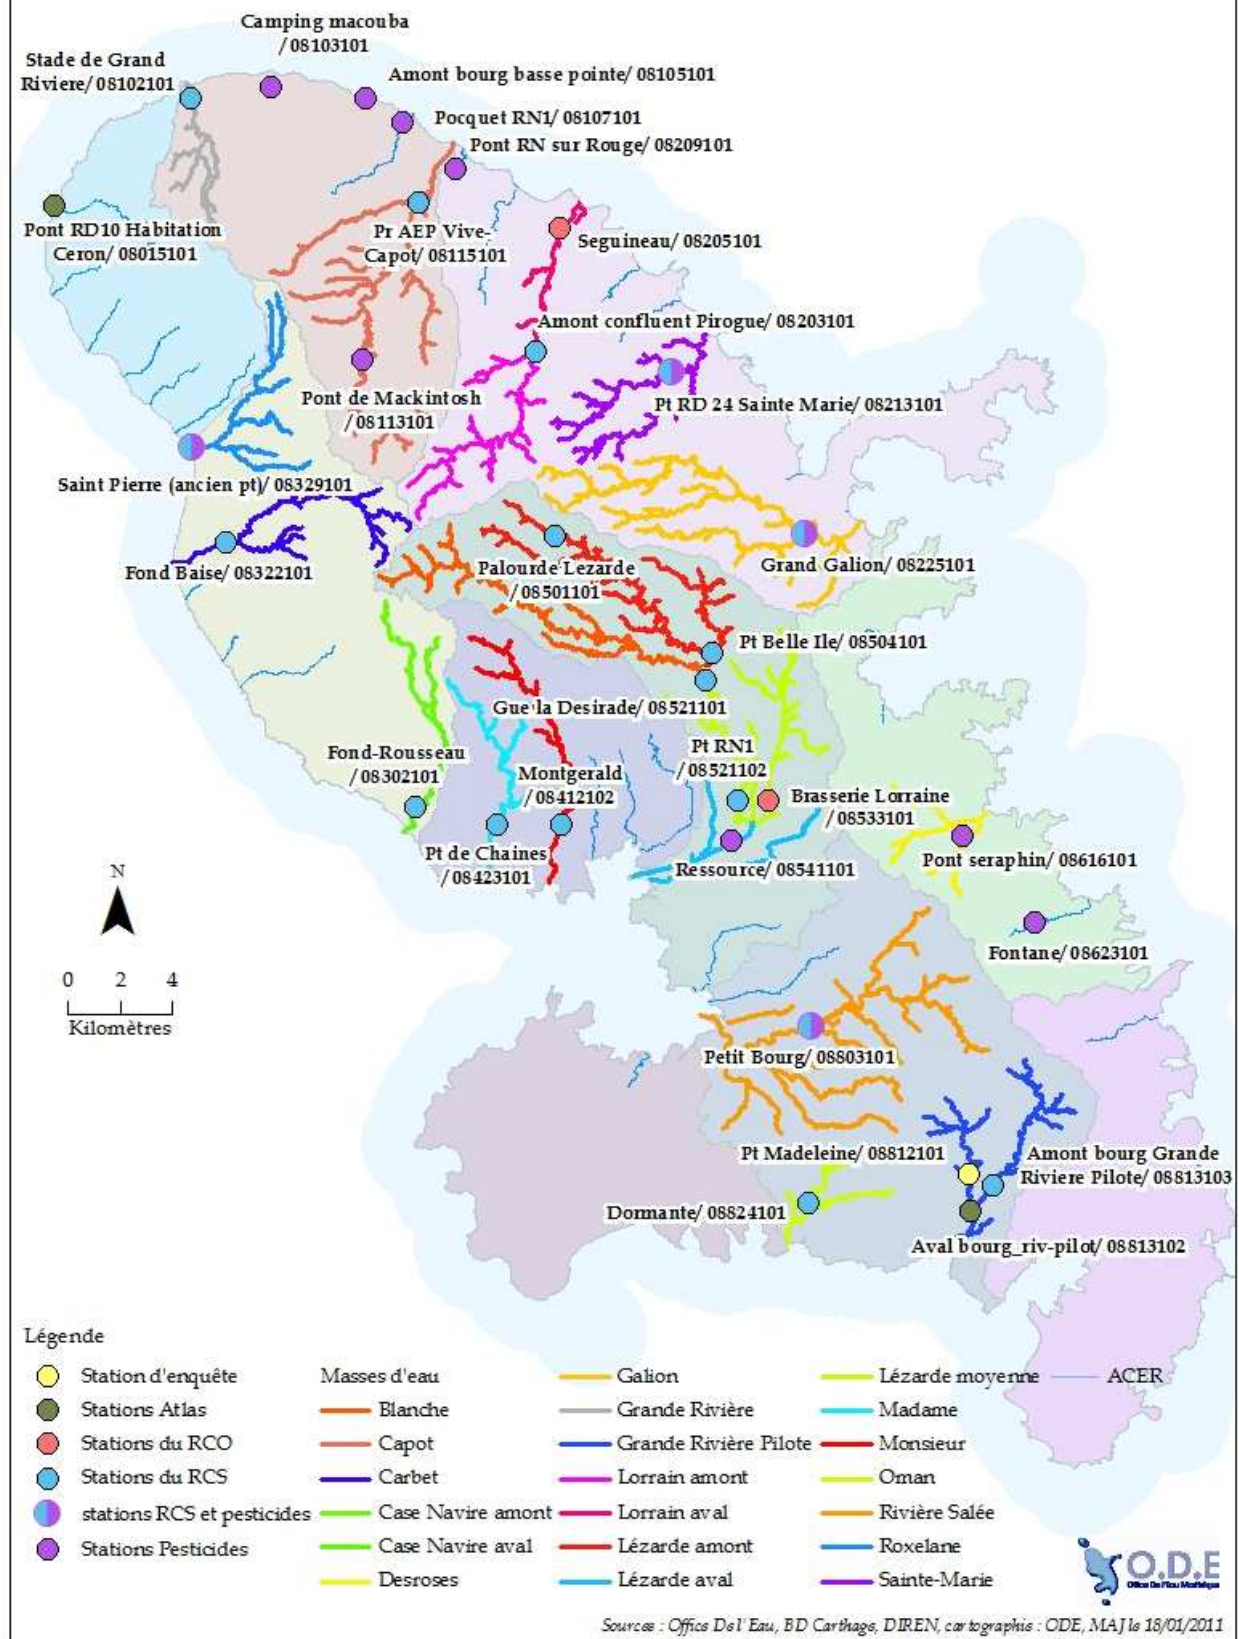 Camping macouba
/ 08103101
Stade de Grand
Riviere/ 08102101
Amont bourg basse pointe/ 08105101
Pocquet RN1/ 08107101
Pont RN sur Rouge/ 08209101
Pont RD10 Habitation
Ceron/ 08015101
Pr AEP Vive-
Capot/ 08115101
Seguineau/ 08205101
Amont confluent Pirogue/ 08203101
Pont de Mackintosh
/ 08113101
Pt RD 24 Sainte Marie/ 08213101
Saint Pierre (ancien pt)/ 08329101
Fond Baise/ 08322101
Palourde Lezarde
/ 08501101
Grand Galion/ 08225101
Pt Belle Ile/ 08504101
Gue la Desirade/ 08521101
Fond-Rousseau
/ 08302101
Pt RN1
/ 08521102
Montgerald
/ 08412102
Brasserie Lorraine
/ 08533101
Pt de Chaines
/ 08423101
Ressource/ 08541101
Pont seraphin/ 08616101
Fontane/ 08623101
N
0 2 4
Kilomètres
Petit Bourg/ 08803101
Pt Madeleine/ 08812101
Amont bourg Grande
Riviere Pilote/ 08813103
Dormante/ 08824101
Aval bourg_riv-pilot/ 08813102
Légende
Station d'enquête
Stations Atlas
Stations du RCO
Stations du RCS
stations RCS et pesticides
Stations Pesticides
Masses d'eau
Blanche
Capot
Carbet
Case Navire amont
Case Navire aval
Desroses
Galion
Grande Rivière
Grande Rivière Pilote
Lorrain amont
Lorrain aval
Lézarde amont
Lézarde aval
Lézarde moyenne
Madame
Monsieur
Oman
Rivière Salée
Roxelane
Sainte-Marie
ACER
O.D.E
Office De l'Eau Martinique
Sources : Office De l'Eau, BD Carthage, DIREN, cartographie : ODE, MAJ le 18/01/2011